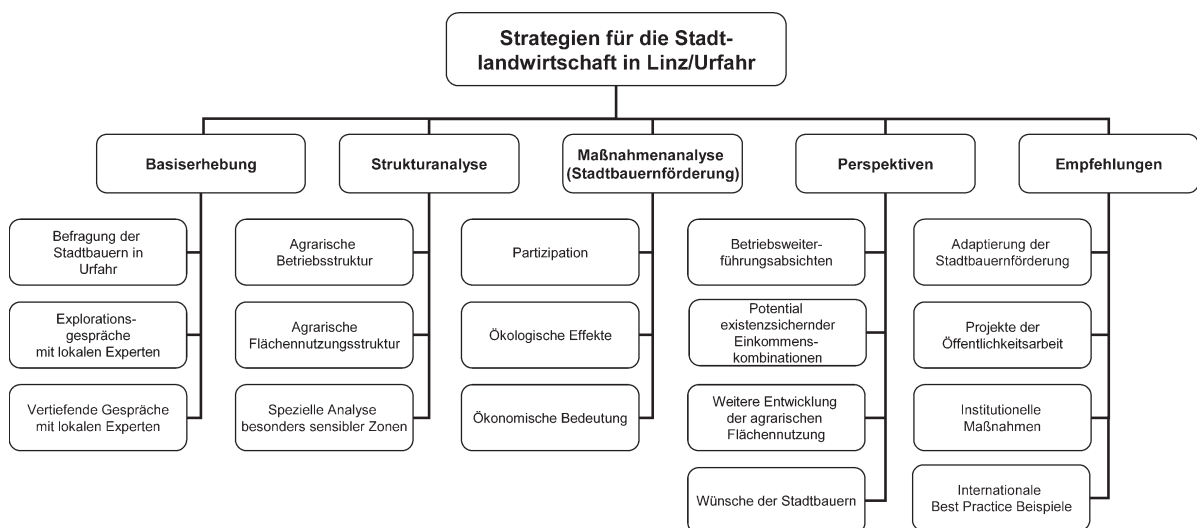 Strategien für die Stadt-
landwirtschaft in Linz/Urfahr
Basiserhebung
Befragung der
Stadtbauern in
Urfahr
Explorations-
gespräche
mit lokalen Experten
Vertiefende Gespräche
mit lokalen Experten
Strukturanalyse
Agrarische
Betriebsstruktur
Agrarische
Flächennutzungsstruktur
Spezielle Analyse
besonders sensibler Zonen
Maßnahmenanalyse
(Stadtbauernförderung)
Partizipation
Ökologische Effekte
Ökonomische Bedeutung
Perspektiven
Betriebsweiter-
führungsabsichten
Potential
existenzsichernder
Einkommens-
kombinationen
Weitere Entwicklung
der agrarischen
Flächennutzung
Wünsche der Stadtbauern
Empfehlungen
Adaptierung der
Stadtbauernförderung
Projekte der
Öffentlichkeitsarbeit
Institutionelle
Maßnahmen
Internationale
Best Practice Beispiele